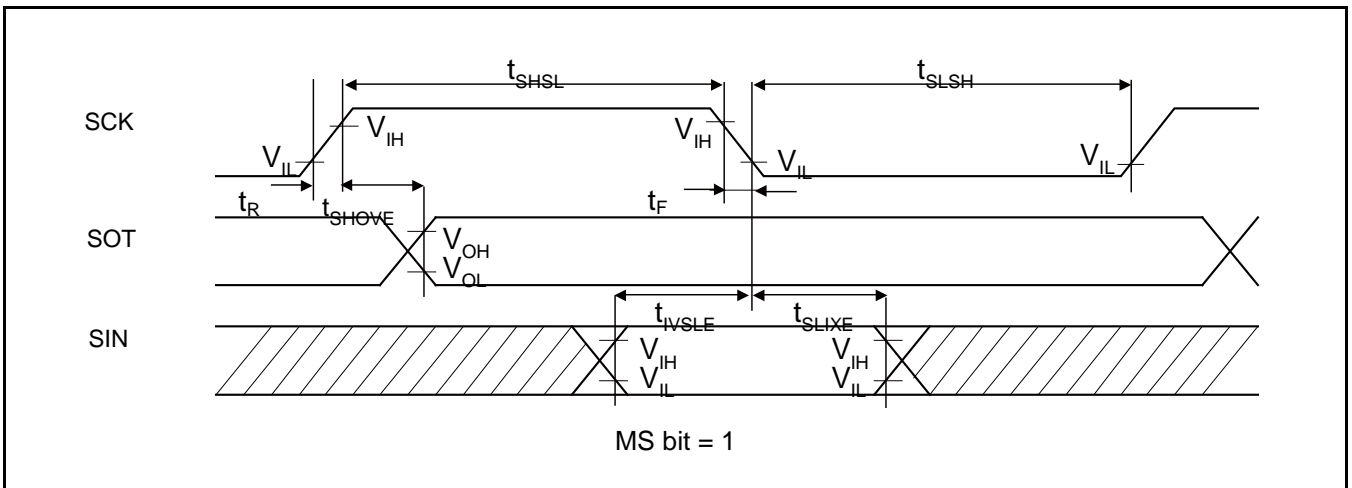 tSHSL
tSLSH
SCK
VIH
VIH
VIL
VIL
VIL
tR
tSHOVE
tF
SOT
VOH
VOL
tIVSLE
tSLIXE
SIN
VIH
VIH
VIL
VIL
MS bit = 1